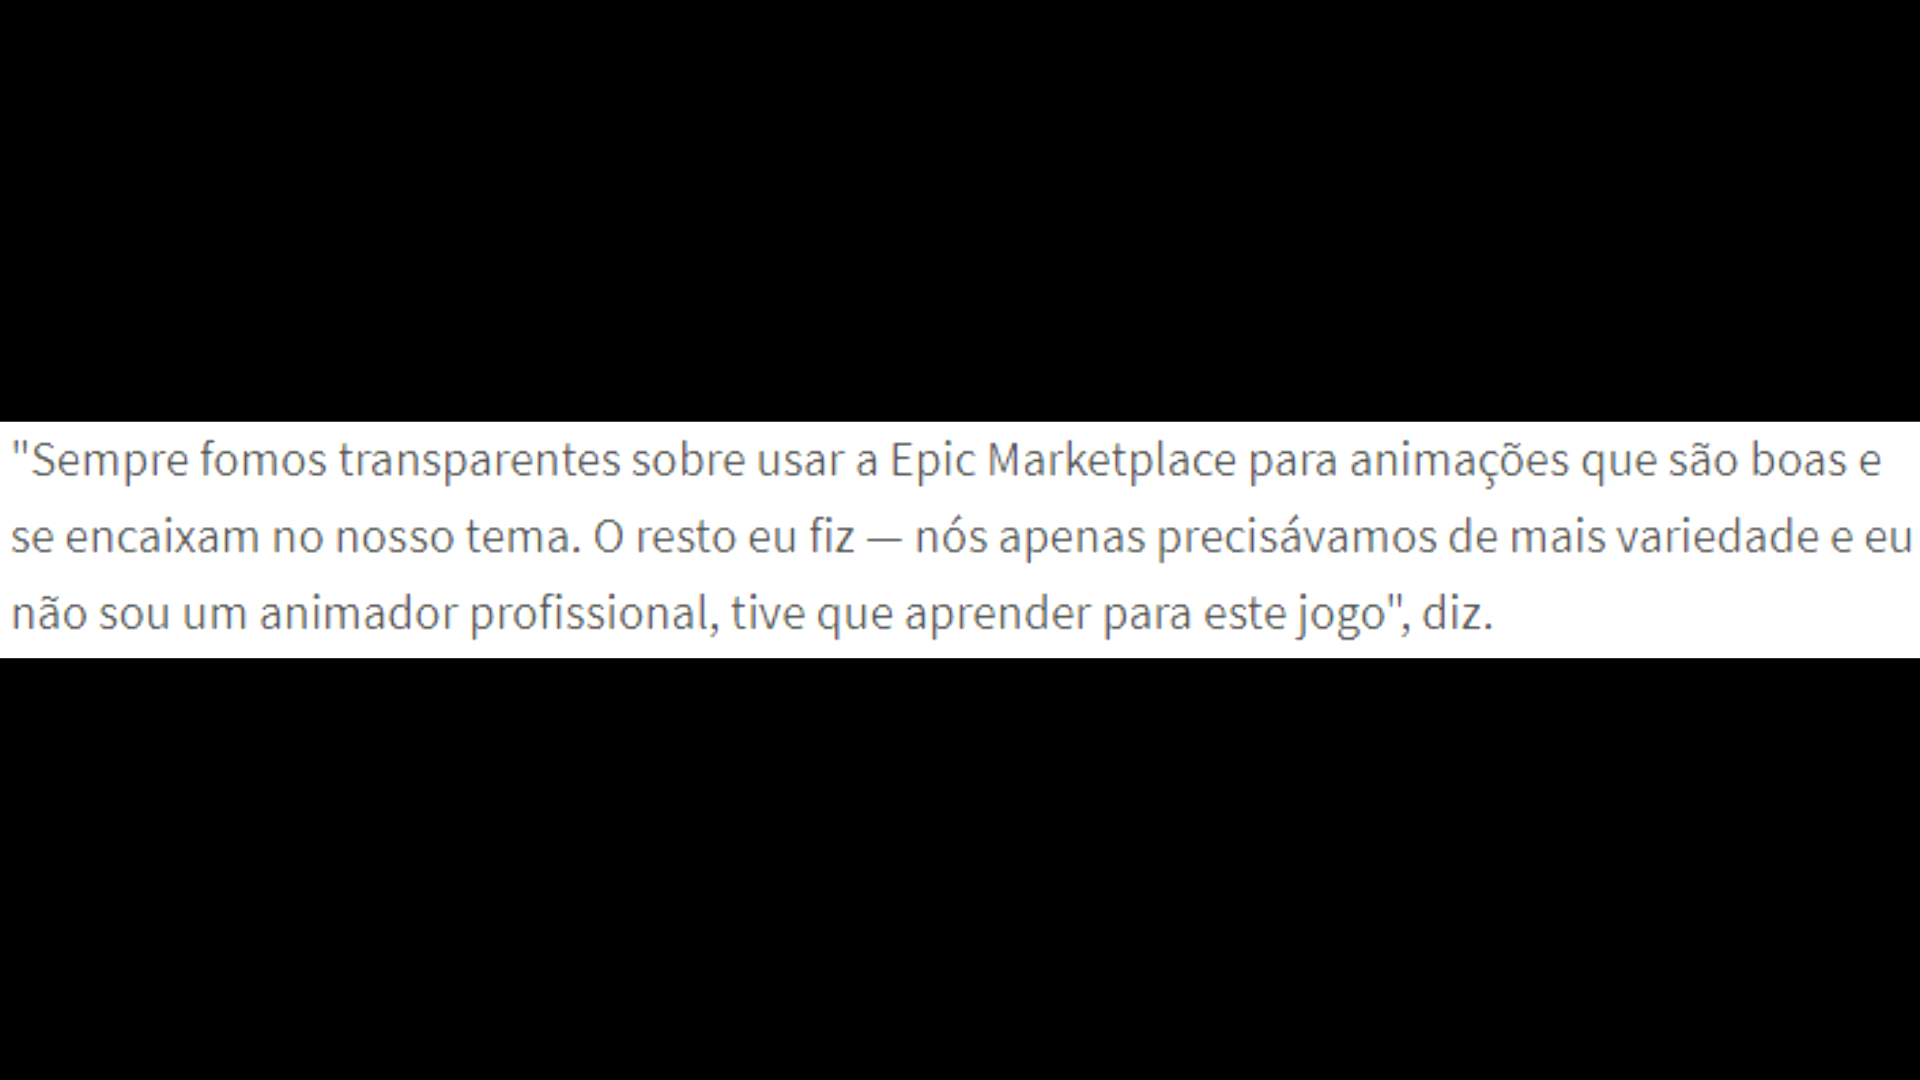 "Sempre fomos transparentes sobre usar a Epic Marketplace para animações que são boas e
se encaixam no nosso tema. O resto eu fiz — nós apenas precisávamos de mais variedade e eu
não sou um animador profissional, tive que aprender para este jogo", diz.